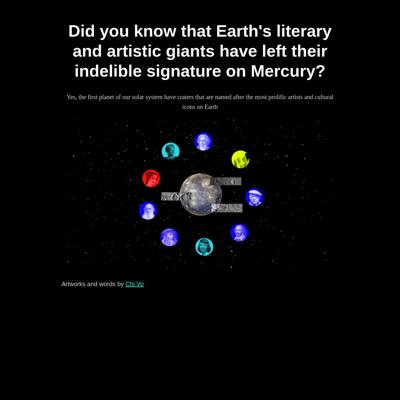 Did you know that Earth's literary
and artistic giants have left their
indelible signature on Mercury?
Yes, the first planet of our solar system have craters that are named after the most prolific artists and cultural
icons on Earth
Artworks and words by Chi Vo